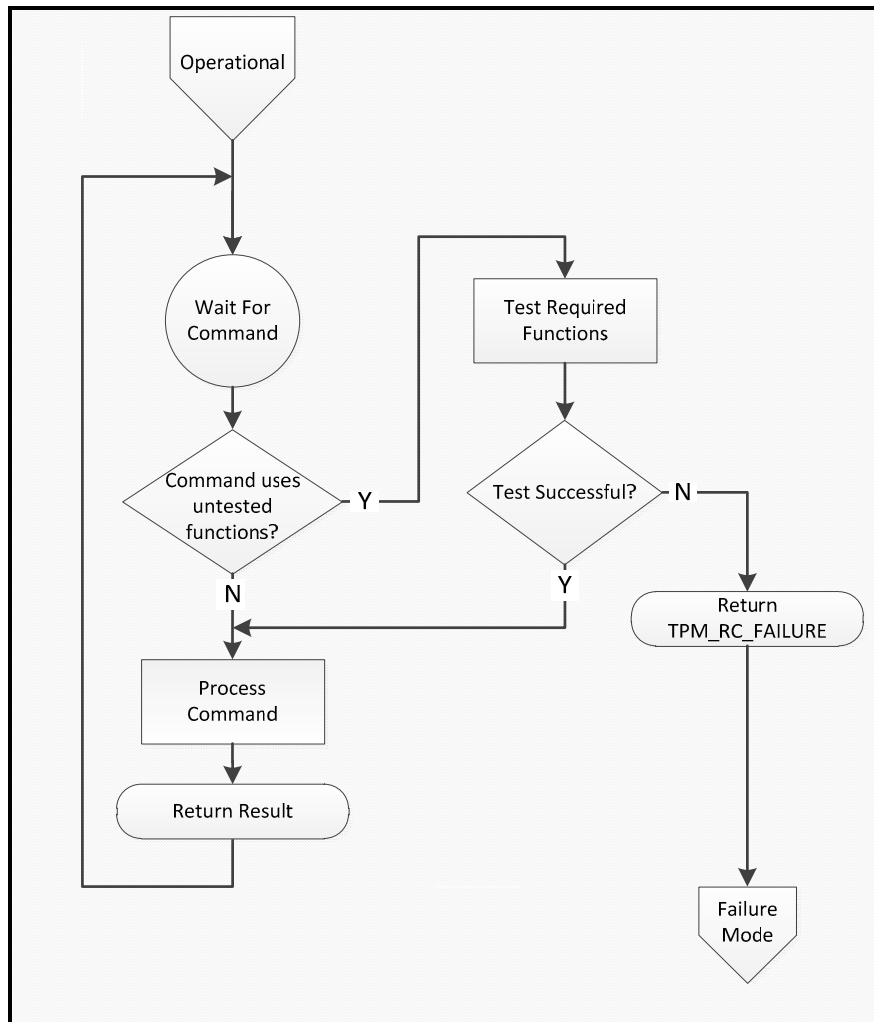 Operational
Wait For
Command
Test Required
Functions
Command uses
untested
functions?
Y
Test Successful?
N
N
Y
Return
TPM_RC_FAILURE
Process
Command
Return Result
Failure
Mode